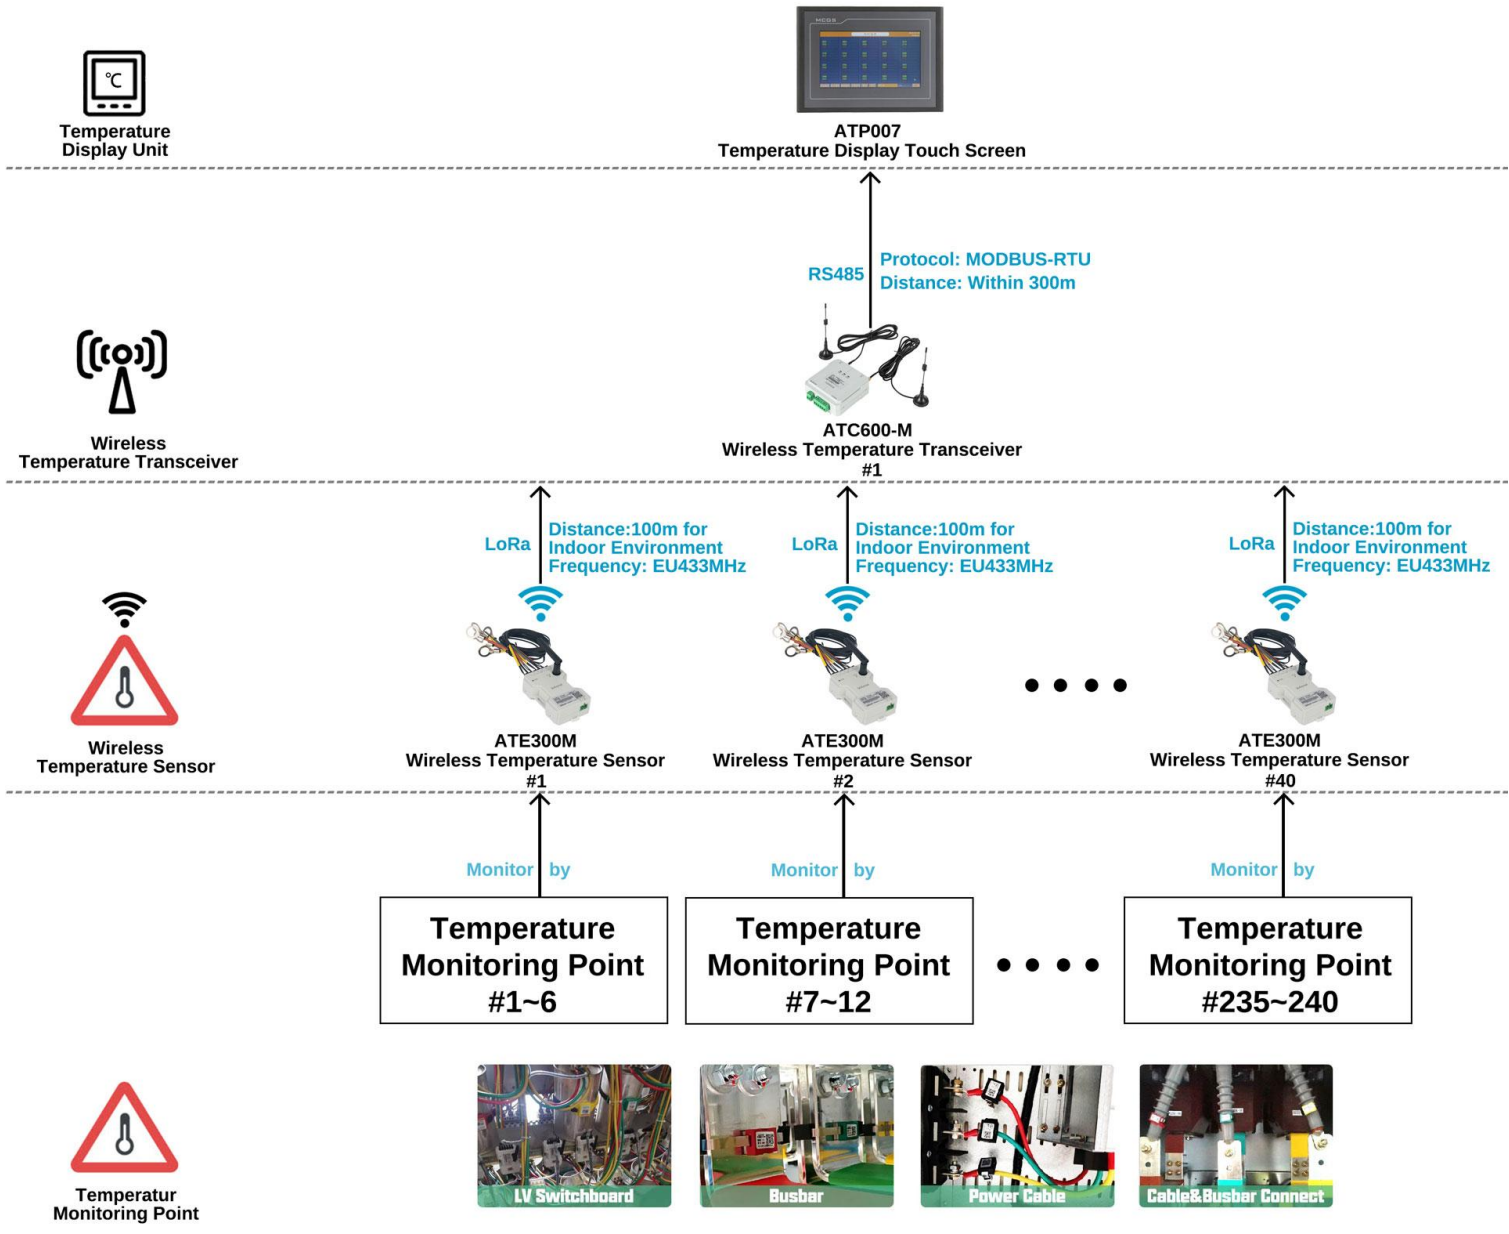 ℃
Temperature
Display Unit
ATP007
Temperature Display Touch Screen
RS485
Protocol: MODBUS-RTU
Distance: Within 300m
Wireless
Temperature Transceiver
ATC600-M
Wireless Temperature Transceiver
#1
LoRa
Distance:100m for
Indoor Environment
Frequency: EU433MHz
LoRa
Distance:100m for
Indoor Environment
Frequency: EU433MHz
LoRa
Distance:100m for
Indoor Environment
Frequency: EU433MHz
Wireless
Temperature Sensor
ATE300M
Wireless Temperature Sensor
#1
ATE300M
Wireless Temperature Sensor
#2
ATE300M
Wireless Temperature Sensor
#40
Monitor by
Monitor by
Monitor by
Temperature
Monitoring Point
#1~6
Temperature
Monitoring Point
#7~12
Temperature
Monitoring Point
#235~240
Temperatur
Monitoring Point
LV Switchboard
Busbar
Power Cable
Cable&Busbar Connect